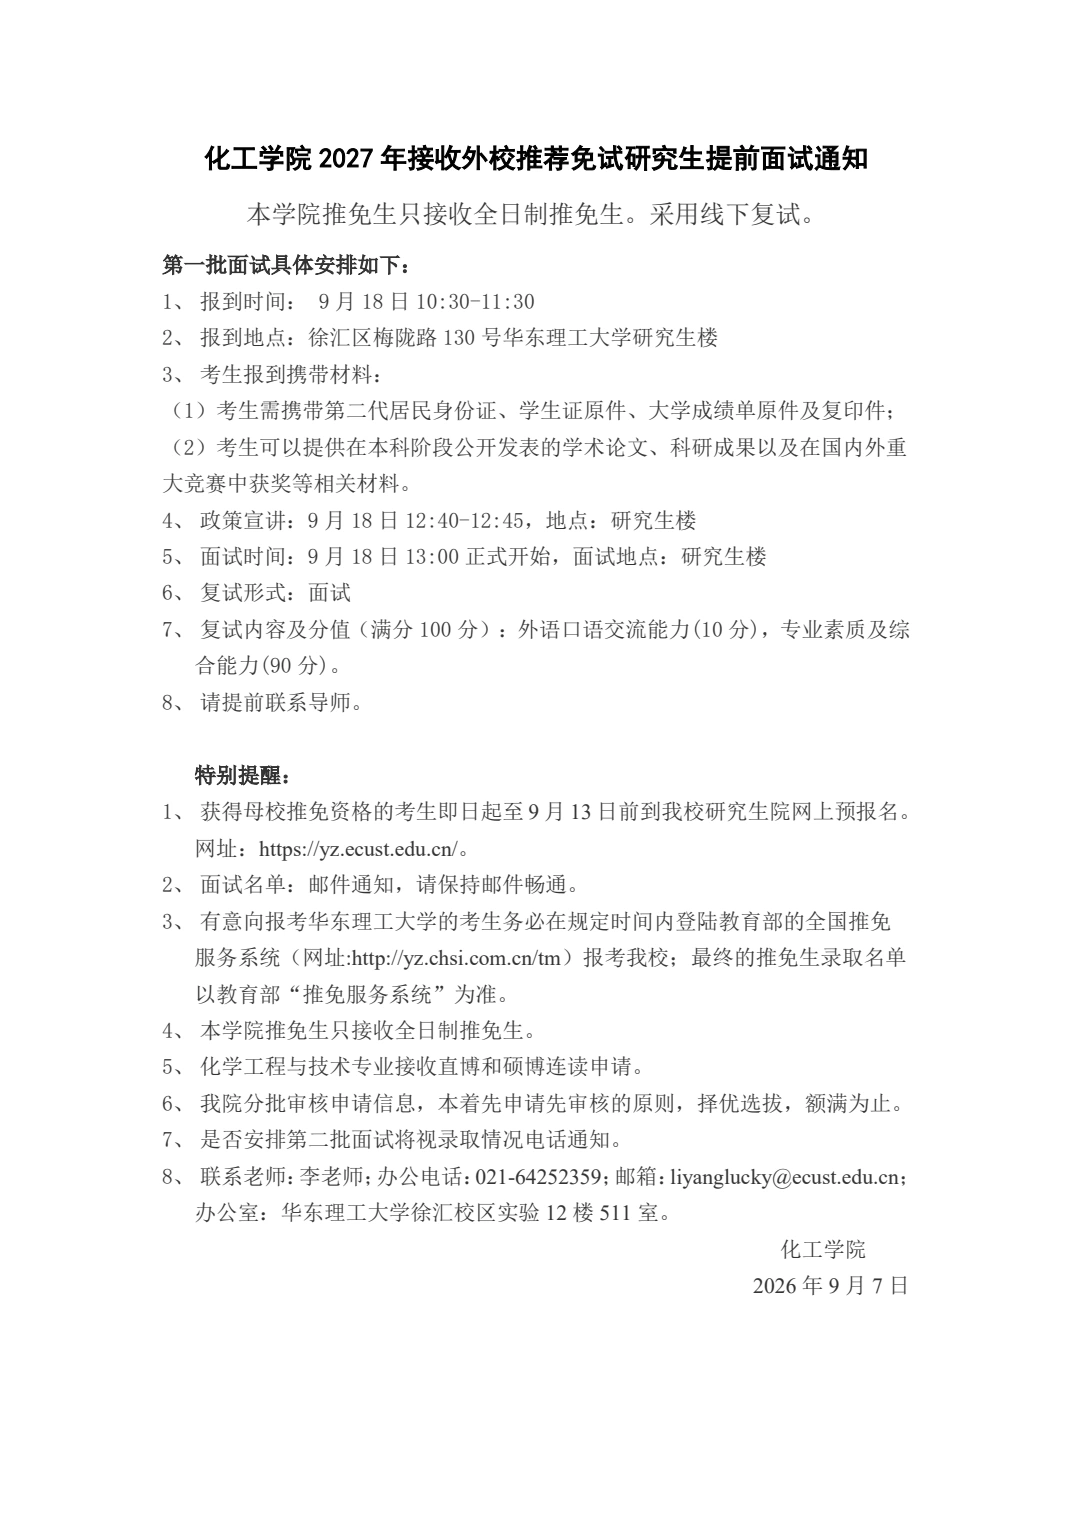 化工学院 2027 年接收外校推荐免试研究生提前面试通知
本学院推免生只接收全日制推免生。采用线下复试。
第一批面试具体安排如下：
1、 报到时间： 9 月 18 日 10:30-11:30
2、 报到地点：徐汇区梅陇路 130 号华东理工大学研究生楼
3、 考生报到携带材料：
（1）考生需携带第二代居民身份证、学生证原件、大学成绩单原件及复印件；
（2）考生可以提供在本科阶段公开发表的学术论文、科研成果以及在国内外重
大竞赛中获奖等相关材料。
4、 政策宣讲：9 月 18 日 12:40-12:45，地点：研究生楼
5、 面试时间：9 月 18 日 13:00 正式开始，面试地点：研究生楼
6、 复试形式：面试
7、 复试内容及分值（满分 100 分）：外语口语交流能力(10 分)，专业素质及综
合能力(90 分)。
8、 请提前联系导师。
特别提醒：
1、 获得母校推免资格的考生即日起至 9 月 13 日前到我校研究生院网上预报名。
网址：https://yz.ecust.edu.cn/。
2、 面试名单：邮件通知，请保持邮件畅通。
3、 有意向报考华东理工大学的考生务必在规定时间内登陆教育部的全国推免
服务系统（网址:http://yz.chsi.com.cn/tm）报考我校；最终的推免生录取名单
以教育部“推免服务系统”为准。
4、 本学院推免生只接收全日制推免生。
5、 化学工程与技术专业接收直博和硕博连读申请。
6、 我院分批审核申请信息，本着先申请先审核的原则，择优选拔，额满为止。
7、 是否安排第二批面试将视录取情况电话通知。
8、 联系老师：李老师；办公电话：021-64252359；邮箱：liyanglucky@ecust.edu.cn；
办公室：华东理工大学徐汇校区实验 12 楼 511 室。
化工学院
2026 年 9 月 7 日